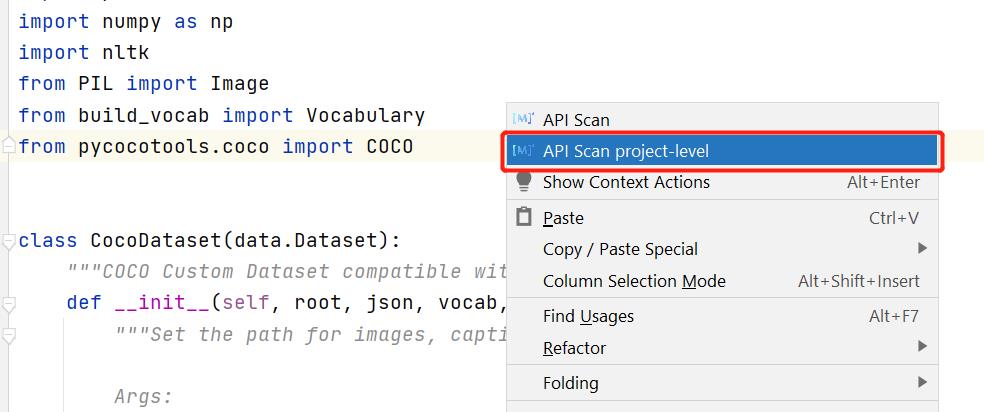 import numpy as np
import nltk
from PIL import Image
from build_vocab import Vocabulary
from pycocotools.coco import COCO
class CocoDataset(data.Dataset):
"""COCO Custom Dataset compatible wit
def __init__(self, root, json, vocab,
"""Set the path for images, capti
Args:
[M]+ API Scan
[M]+ API Scan project-level
Show Context Actions Alt+Enter
Paste Ctrl+V
Copy / Paste Special
Column Selection Mode Alt+Shift+Insert
Find Usages Alt+F7
Refactor
Folding